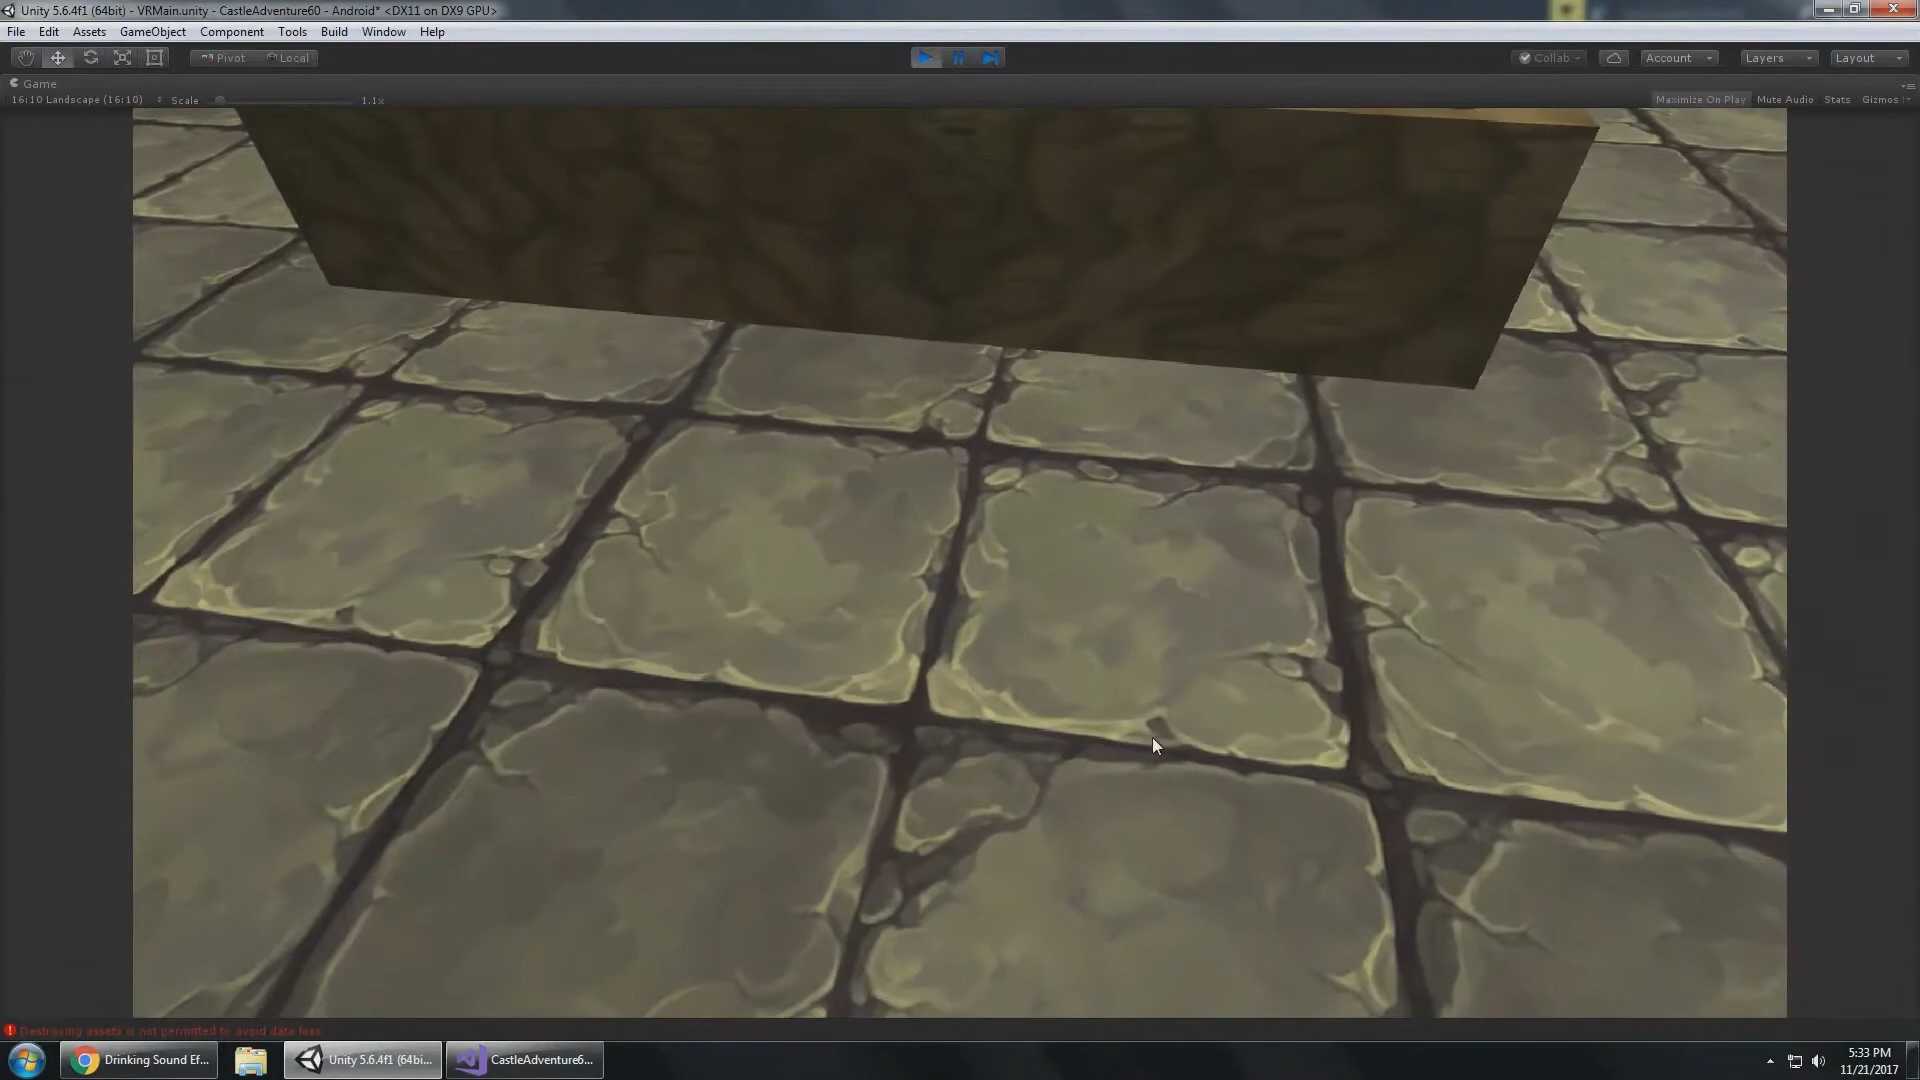 Unity 5.6.4f1 (64bit) - VRMain.unity - CastleAdventure60 - Android* <DX11 on DX9 GPU>
File Edit Assets GameObject Component Tools Build Window Help
Pivot Local Collab Account Layers Layout
Game
16:10 Landscape (16:10) Scale 1.1x Maximize On Play Mute Audio Stats Gizmos
Destroying assets is not permitted to avoid data loss.
Drinking Sound Ef... Unity 5.6.4f1 (64bi... CastleAdventure6...
5:33 PM
11/21/2017